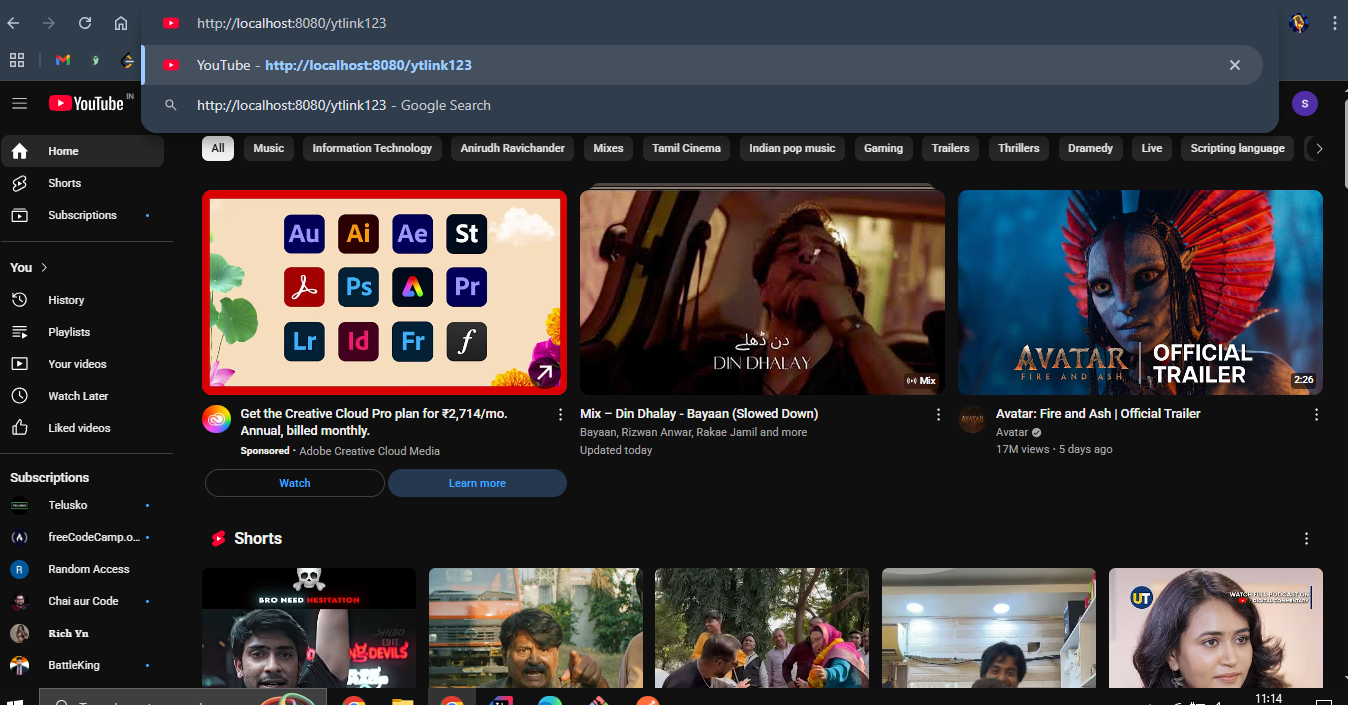 http://localhost:8080/ytlink123
YouTube - http://localhost:8080/ytlink123
http://localhost:8080/ytlink123 - Google Search
YouTube IN
S
All
Music
Information Technology
Anirudh Ravichander
Mixes
Tamil Cinema
Indian pop music
Gaming
Trailers
Thrillers
Dramedy
Live
Scripting language
Home
Shorts
Subscriptions
You
History
Playlists
Your videos
Watch Later
Liked videos
Subscriptions
Telusko
freeCodeCamp.o...
R
Random Access
Chai aur Code
Rich Yn
BattleKing
Au Ai Ae St
Ps Pr
Lr Id Fr f
Get the Creative Cloud Pro plan for ₹2,714/mo.
Annual, billed monthly.
Sponsored · Adobe Creative Cloud Media
Watch
Learn more
دن ڈھلے
DIN DHALAY
Mix
Mix – Din Dhalay - Bayaan (Slowed Down)
Bayaan, Rizwan Anwar, Rakae Jamil and more
Updated today
AVATAR
FIRE AND ASH
OFFICIAL
TRAILER
2:26
Avatar: Fire and Ash | Official Trailer
Avatar
17M views · 5 days ago
Shorts
BRO NEED HESITATION
EDIT
DEVILS
UT
WATCH FULL PODCAST ON
11:14